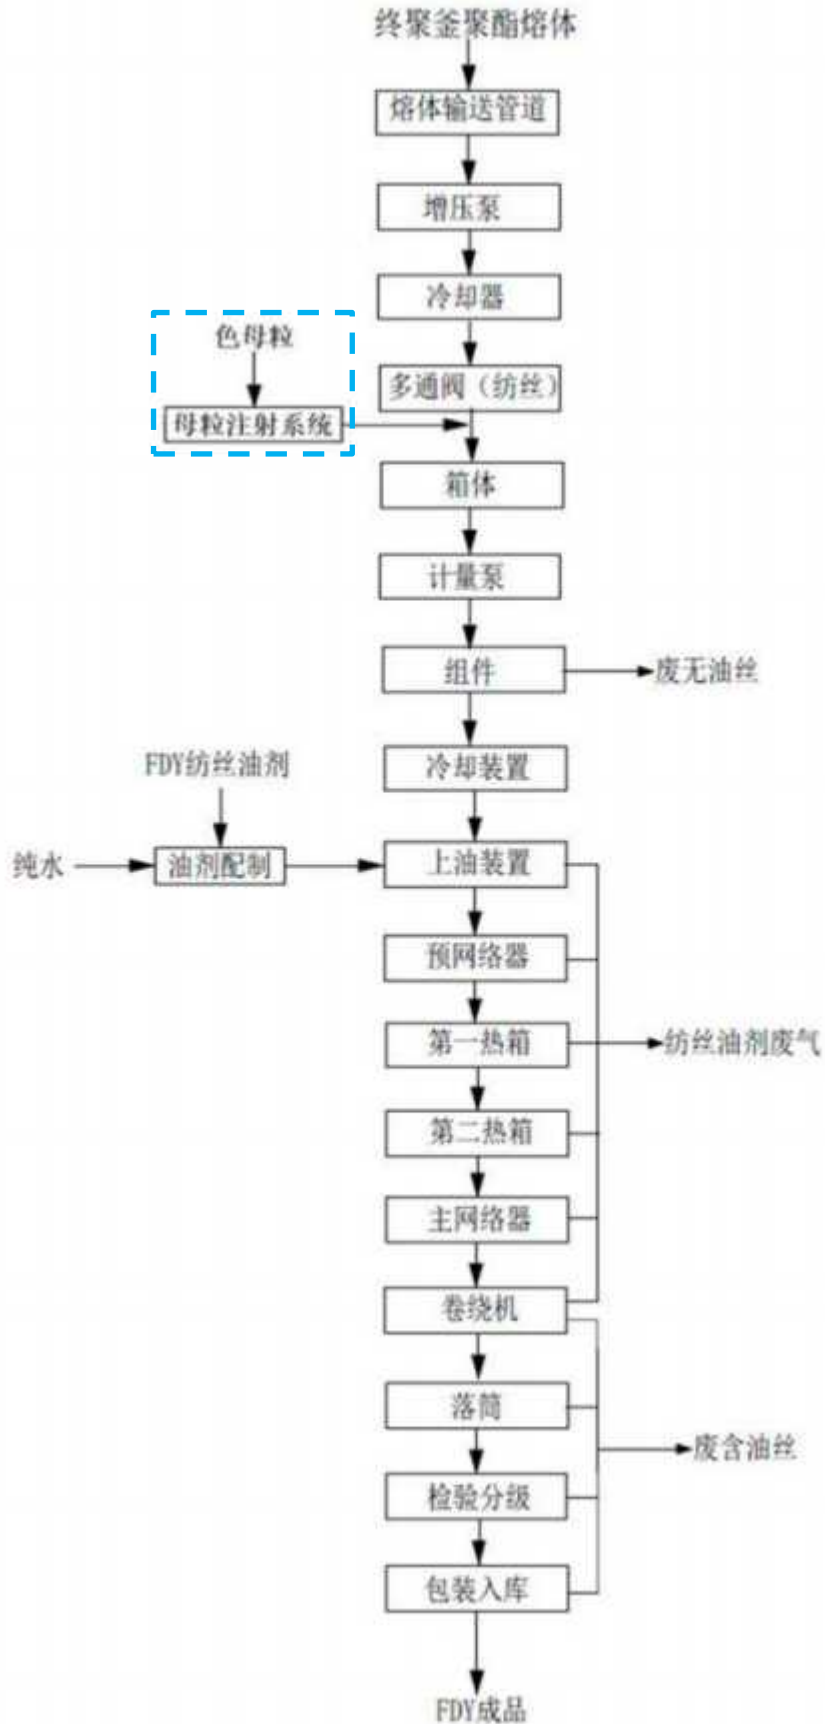 终聚釜聚酯熔体
熔体输送管道
增压泵
冷却器
色母粒
多通阀（纺丝）
母粒注射系统
箱体
计量泵
组件
废无油丝
FDY纺丝油剂
冷却装置
纯水
油剂配制
上油装置
预网络器
第一热箱
纺丝油剂废气
第二热箱
主网络器
卷绕机
落筒
废含油丝
检验分级
包装入库
FDY成品